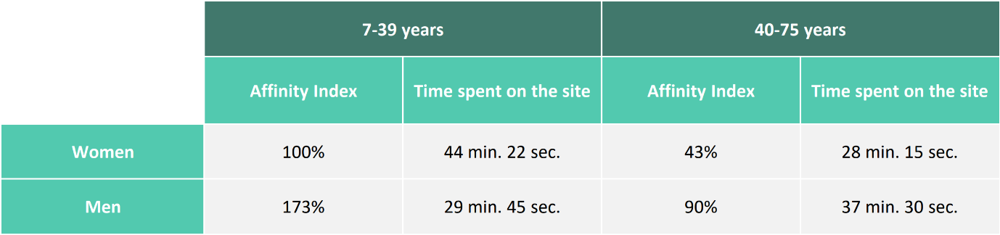 7-39 years 40-75 years
Affinity Index Time spent on the site Affinity Index Time spent on the site
Women 100% 44 min. 22 sec. 43% 28 min. 15 sec.
Men 173% 29 min. 45 sec. 90% 37 min. 30 sec.